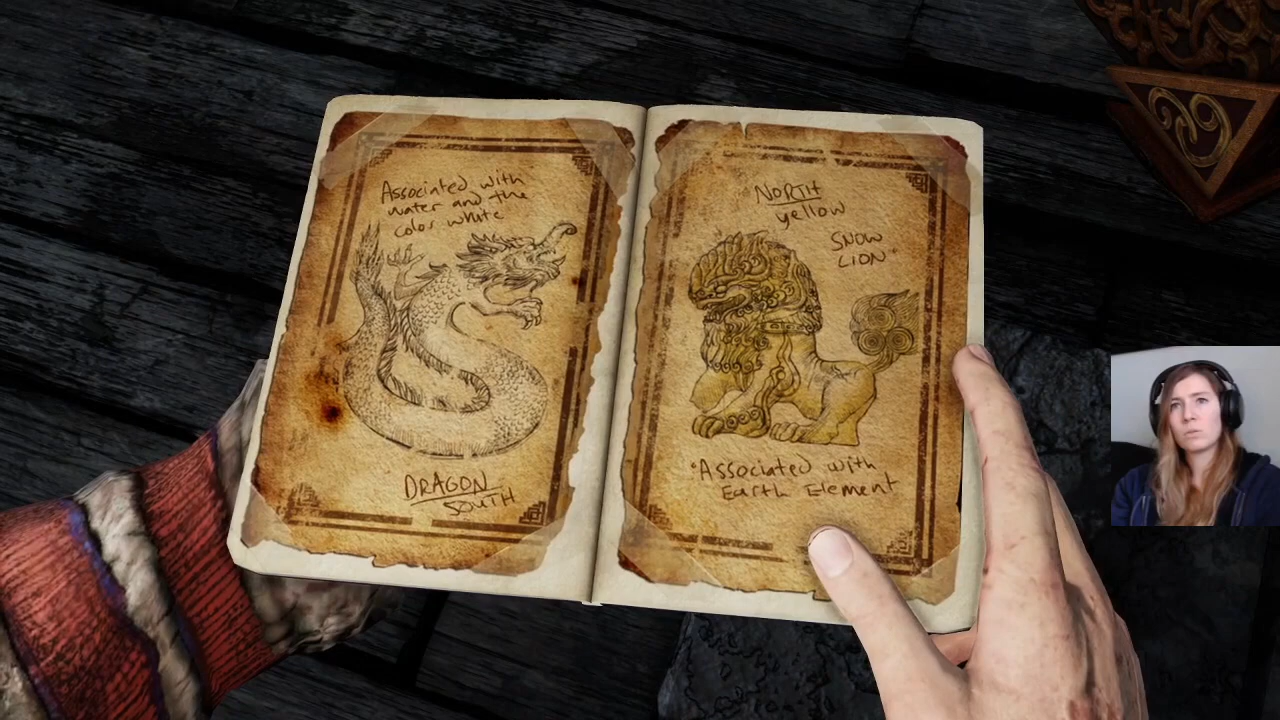 Associated with
water and the
color white
DRAGON
SOUTH
NORTH
yellow
SNOW
LION"
"Associated with
Earth Element